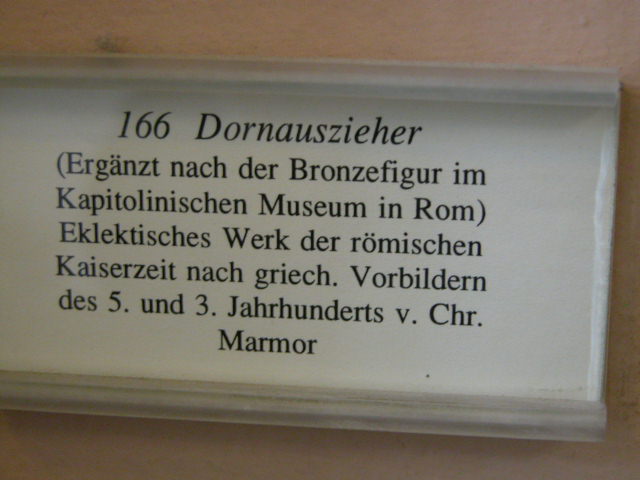 166 Dornauszieher
(Ergänzt nach der Bronzefigur im
Kapitolinischen Museum in Rom)
Eklektisches Werk der römischen
Kaiserzeit nach griech. Vorbildern
des 5. und 3. Jahrhunderts v. Chr.
Marmor